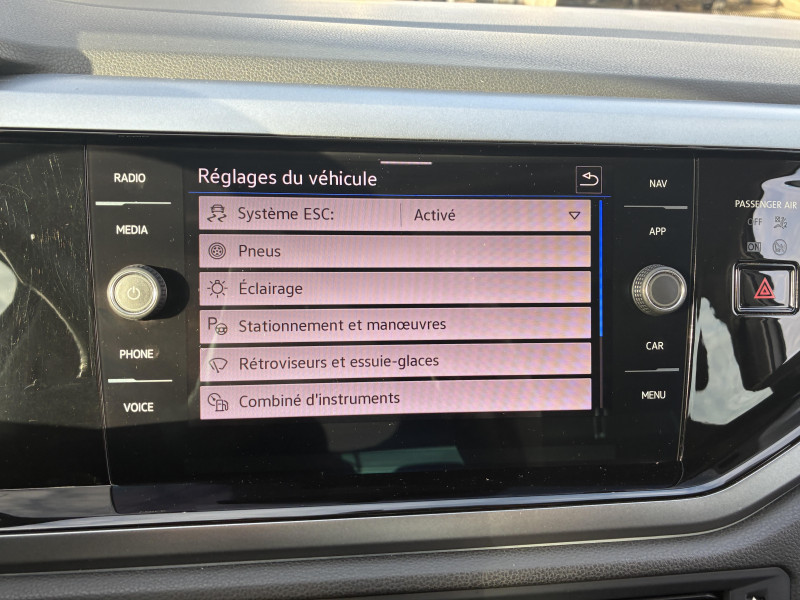 RADIO
MEDIA
PHONE
VOICE
Réglages du véhicule
Système ESC: Activé
Pneus
Éclairage
Stationnement et manœuvres
Rétroviseurs et essuie-glaces
Combiné d'instruments
NAV
APP
CAR
MENU
PASSENGER AIR
OFF
ON